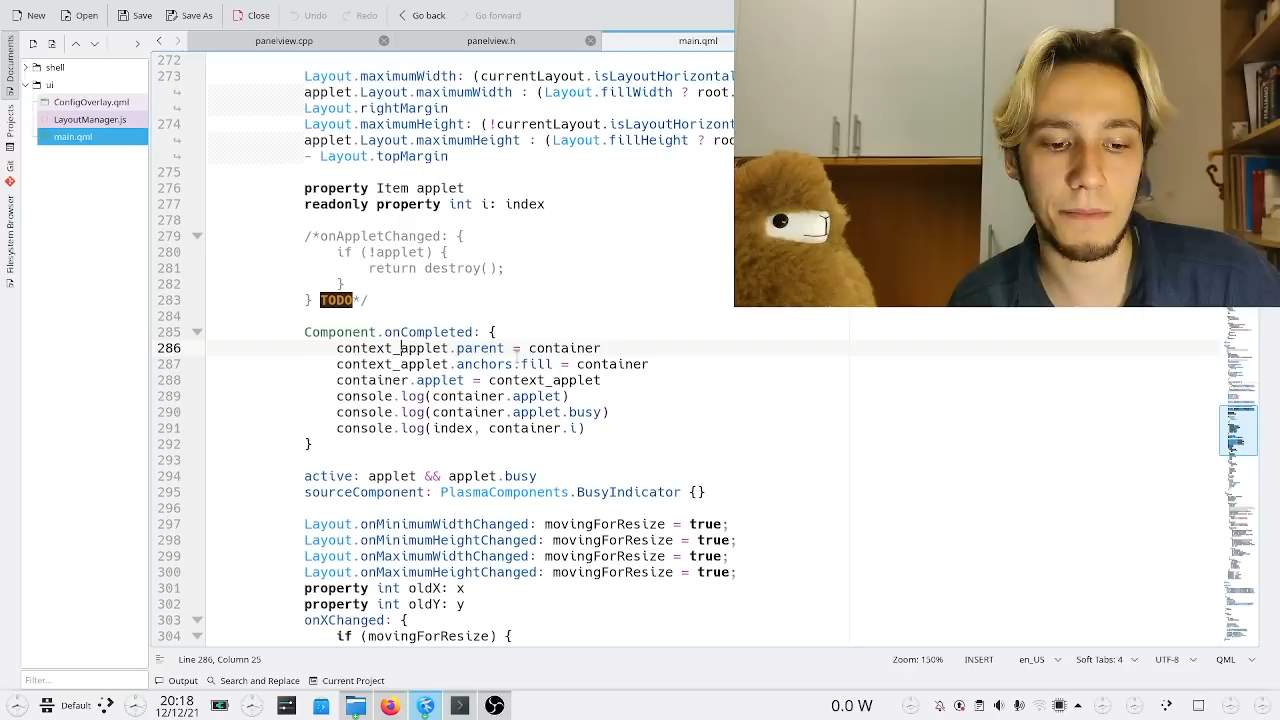 New
Open...
Save
Save As
Close
Undo
Redo
Go back
Go forward
panelview.cpp
panelview.h
main.qml
Documents
Projects
Git
Filesystem Browser
shell
ui
ConfigOverlay.qml
LayoutManager.js
main.qml
272
273 Layout.maximumWidth: (currentLayout.isLayoutHorizontal
applet.Layout.maximumWidth : (Layout.fillWidth ? root.
Layout.rightMargin
274 Layout.maximumHeight: (!currentLayout.isLayoutHorizont
applet.Layout.maximumHeight : (Layout.fillHeight ? roo
- Layout.topMargin
275
276 property Item applet
277 readonly property int i: index
278
279 /*onAppletChanged: {
280 if (!applet) {
281 return destroy();
282 }
283 } TODO*/
284
285 Component.onCompleted: {
286 context_applet.parent = container
287 context_applet.anchors.fill = container
288 container.applet = context_applet
289 console.log(container.applet)
290 console.log(container.applet.busy)
291 console.log(index, container.i)
292 }
293
294 active: applet && applet.busy
295 sourceComponent: PlasmaComponents.BusyIndicator {}
296
297 Layout.onMinimumWidthChanged: movingForResize = true;
298 Layout.onMinimumHeightChanged: movingForResize = true;
299 Layout.onMaximumWidthChanged: movingForResize = true;
300 Layout.onMaximumHeightChanged: movingForResize = true;
301 property int oldX: x
302 property int oldY: y
303 onXChanged: {
304 if (movingForResize) {
Line 286, Column 25
Zoom: 150%
INSERT
en_US
Soft Tabs: 4
UTF-8
QML
Filter...
Output
Search and Replace
Current Project
Default
20:18
12/12/21
0.0 W